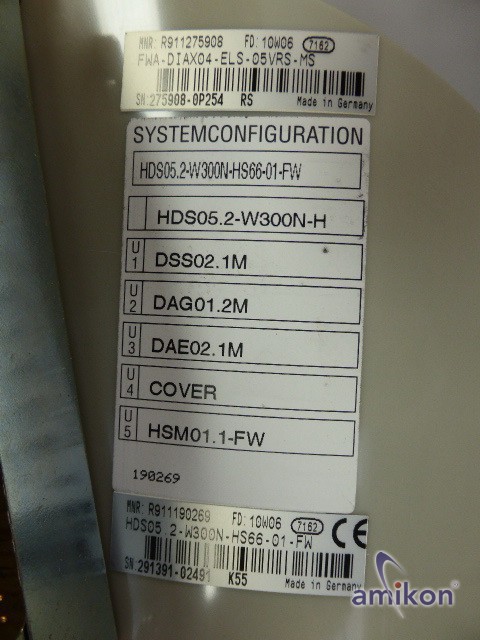 MNR: R911275908 FD: 10W06 7162
FWA-DIAX04-ELS-05VRS-MS
SN:275908-0P254 RS Made in Germany
SYSTEMCONFIGURATION
HDS05.2-W300N-HS66-01-FW
HDS05.2-W300N-H
U1 DSS02.1M
U2 DAG01.2M
U3 DAE02.1M
U4 COVER
U5 HSM01.1-FW
190269
MNR: R911190269 FD: 10W06 7162 CE
HDS05.2-W300N-HS66-01-FW
SN:291391-02491 K55 Made in Germany
amikon®